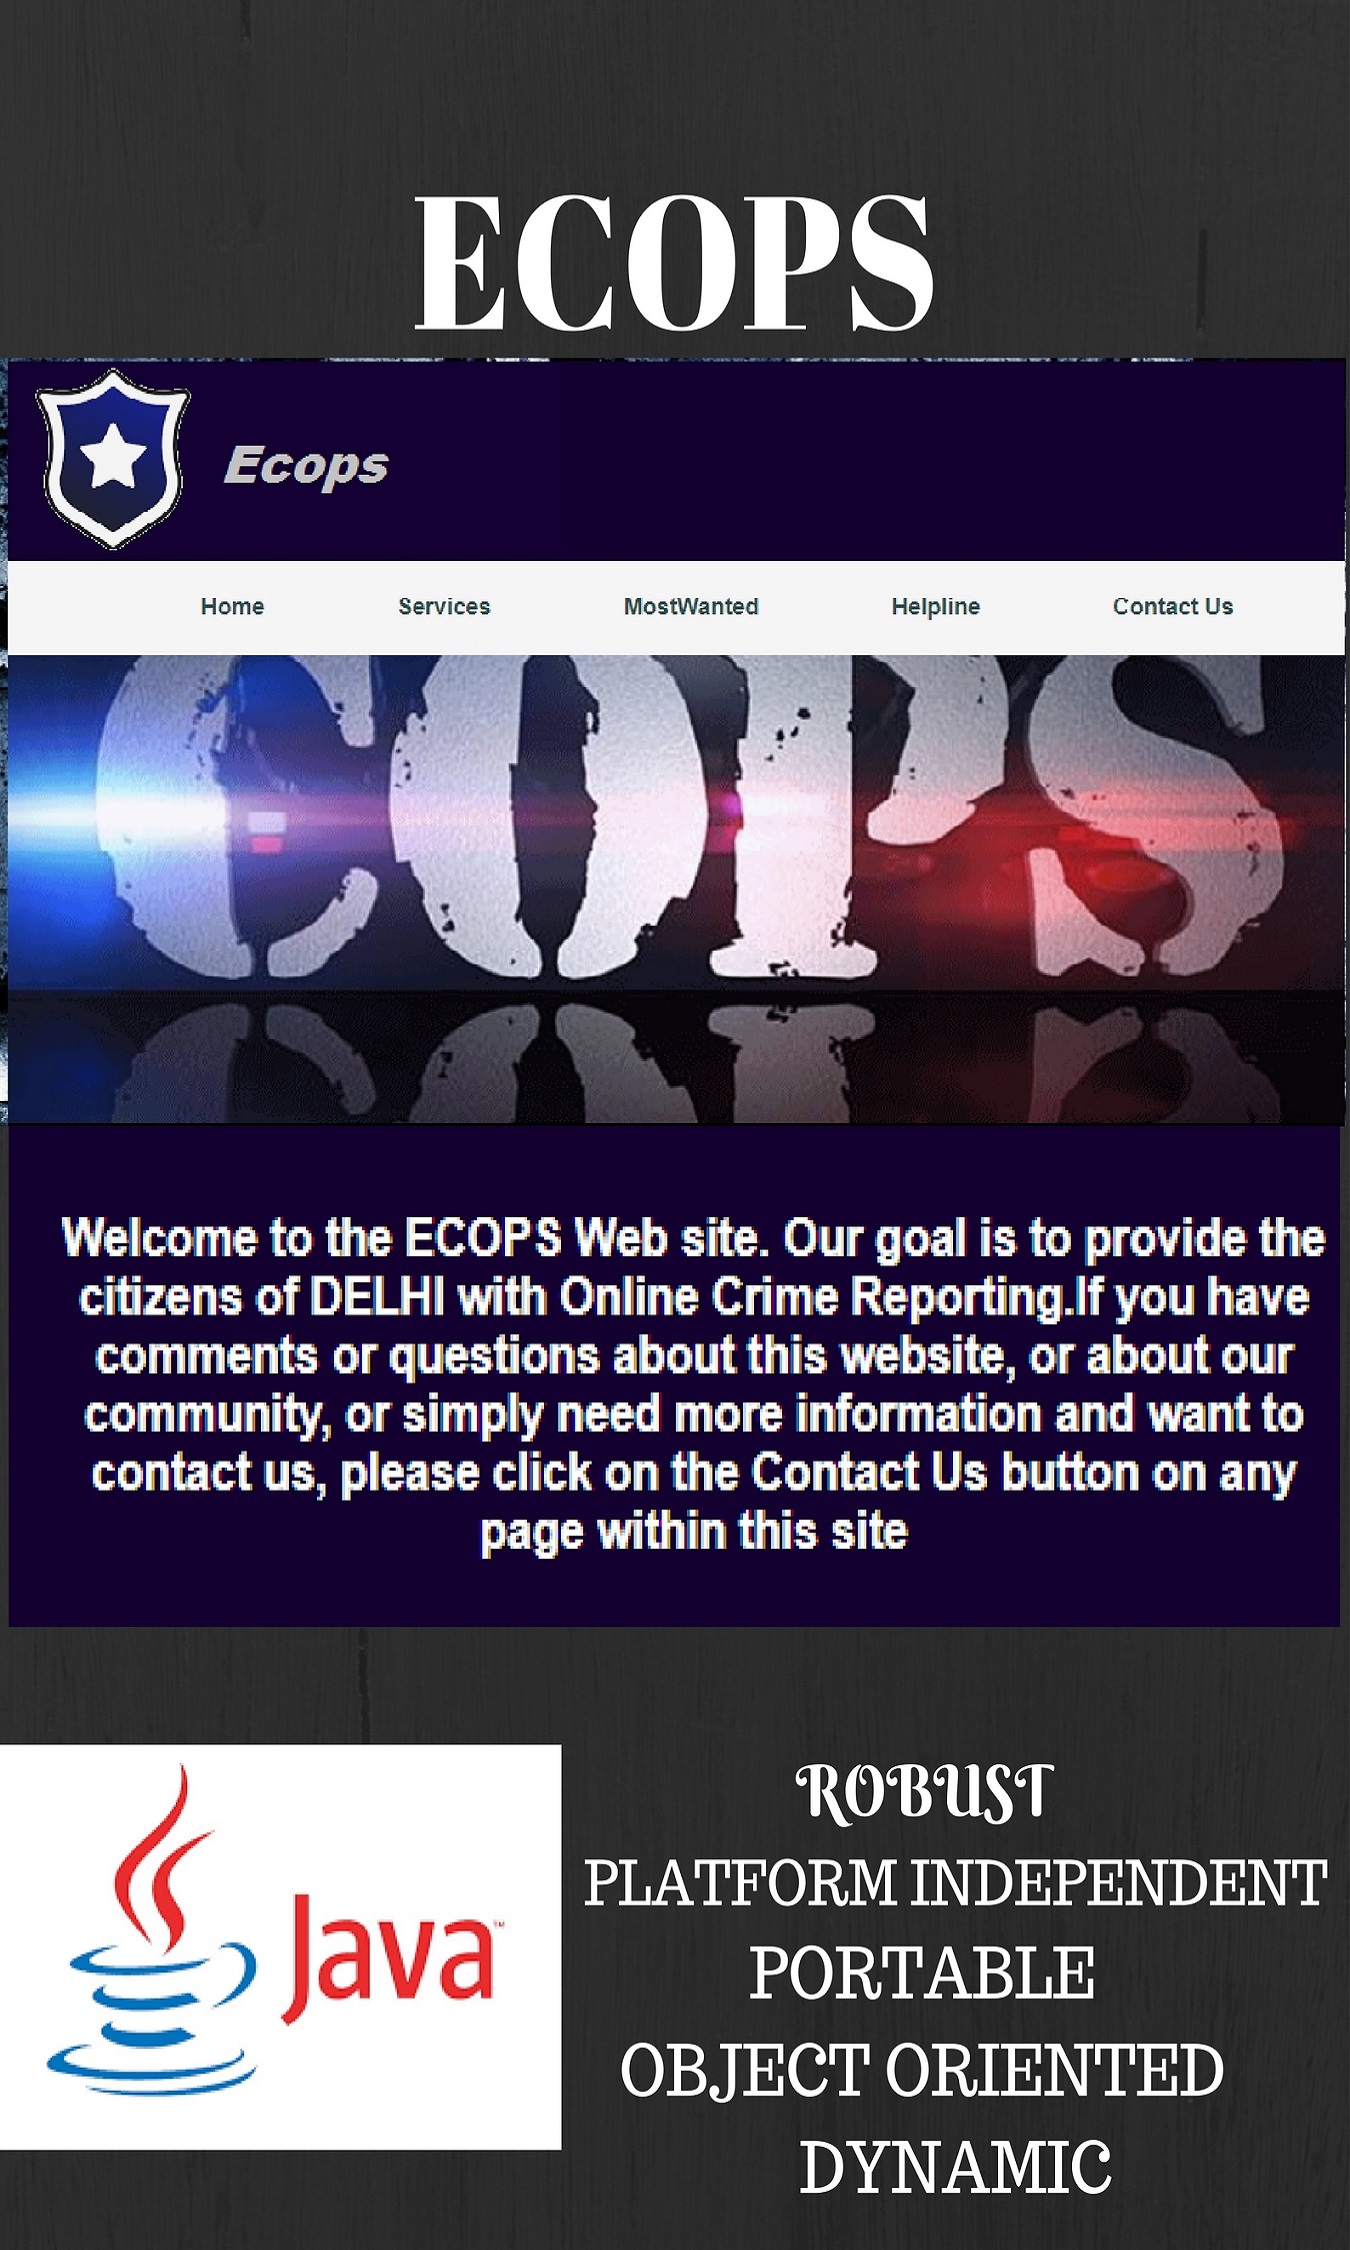 ECOPS
Ecops
Home Services MostWanted Helpline Contact Us
COPS
Welcome to the ECOPS Web site. Our goal is to provide the
citizens of DELHI with Online Crime Reporting.If you have
comments or questions about this website, or about our
community, or simply need more information and want to
contact us, please click on the Contact Us button on any
page within this site
Java™
ROBUST
PLATFORM INDEPENDENT
PORTABLE
OBJECT ORIENTED
DYNAMIC